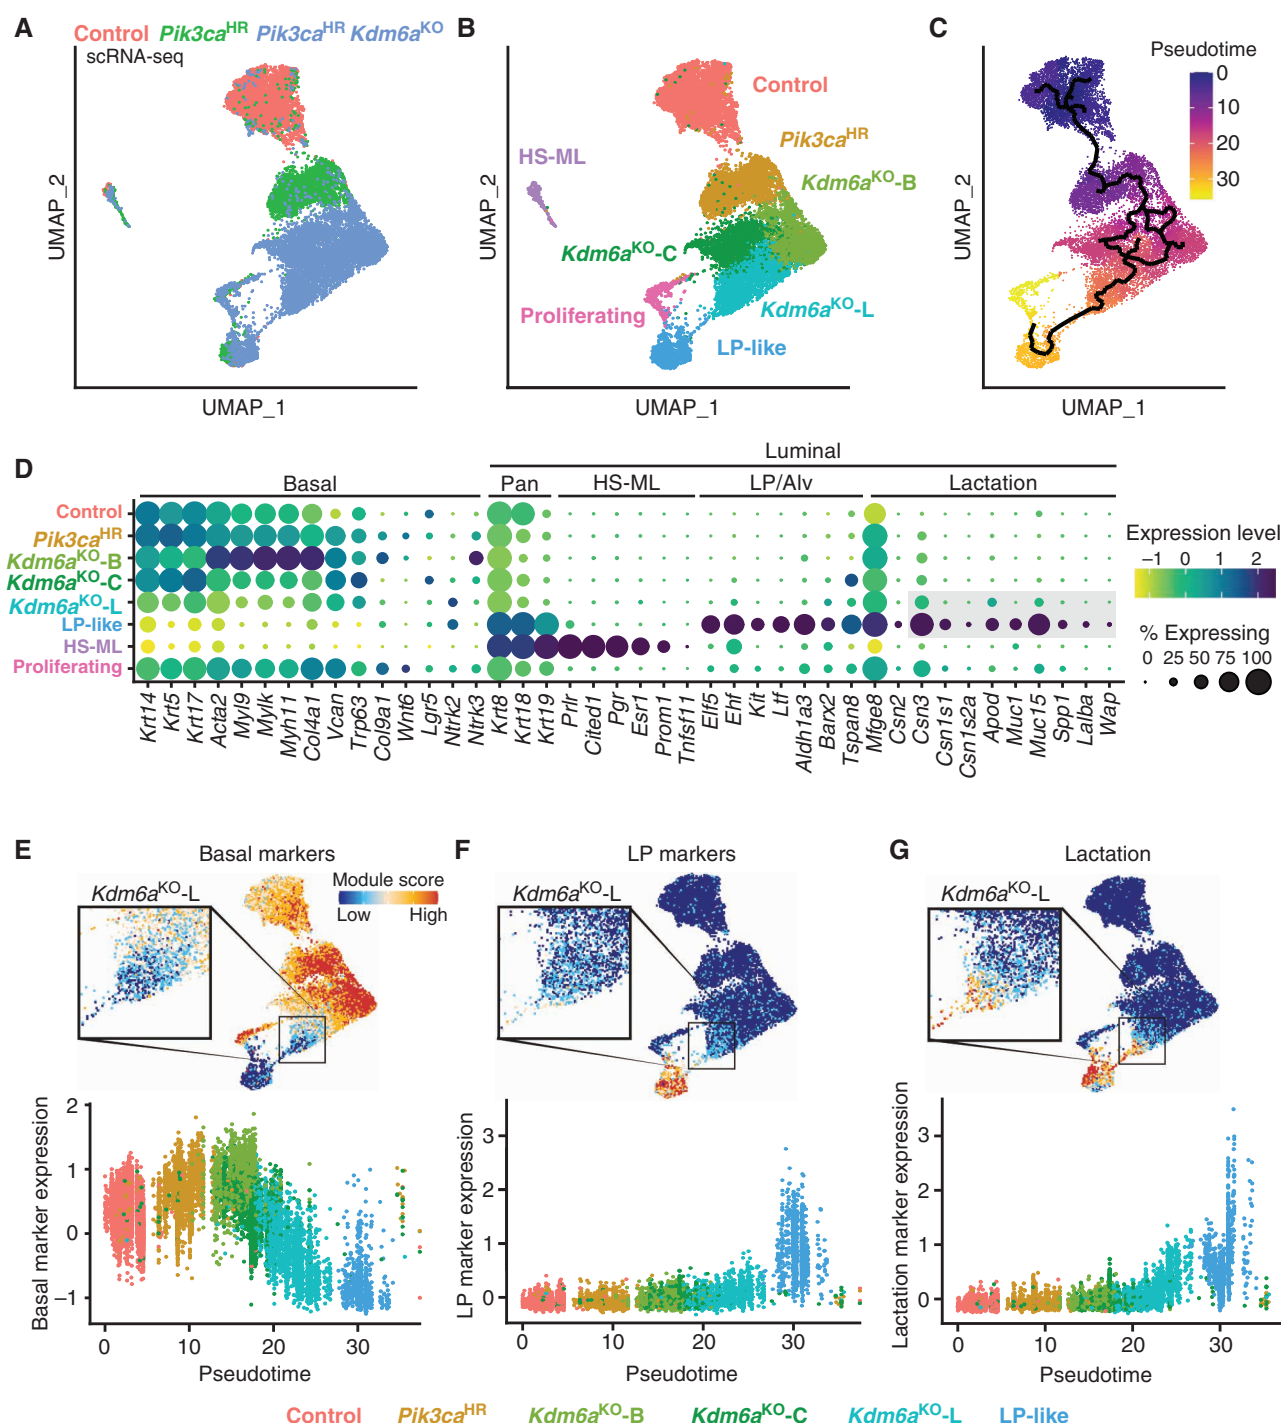 A
Control Pik3caHR Pik3caHR Kdm6aKO
scRNA-seq
UMAP_2
UMAP_1
B
Control
Pik3caHR
HS-ML
Kdm6aKO-B
Kdm6aKO-C
Proliferating
Kdm6aKO-L
LP-like
UMAP_2
UMAP_1
C
Pseudotime
0
10
20
30
UMAP_2
UMAP_1
D
Luminal
Basal Pan HS-ML LP/Alv Lactation
Control
Pik3caHR
Kdm6aKO-B
Kdm6aKO-C
Kdm6aKO-L
LP-like
HS-ML
Proliferating
Krt14 Krt5 Krt17 Acta2 Myl9 Mylk Myh11 Col4a1 Vcan Trp63 Col9a1 Wnt6 Lgr5 Ntrk2 Ntrk3 Krt8 Krt18 Krt19 Prlr Cited1 Pgr Esr1 Prom1 Tnfsf11 Elf5 Ehf Kit Ltf Aldh1a3 Barx2 Tspan8 Mfge8 Csn2 Csn3 Csn1s1 Csn1s2a Apod Muc1 Muc15 Spp1 Lalba Wap
Expression level
−1 0 1 2
% Expressing
0 25 50 75 100
E
Basal markers
Kdm6aKO-L
Module score
Low High
Basal marker expression
2
1
0
−1
0 10 20 30
Pseudotime
F
LP markers
Kdm6aKO-L
LP marker expression
3
2
1
0
0 10 20 30
Pseudotime
G
Lactation
Kdm6aKO-L
Lactation marker expression
3
2
1
0
0 10 20 30
Pseudotime
Control Pik3caHR Kdm6aKO-B Kdm6aKO-C Kdm6aKO-L LP-like